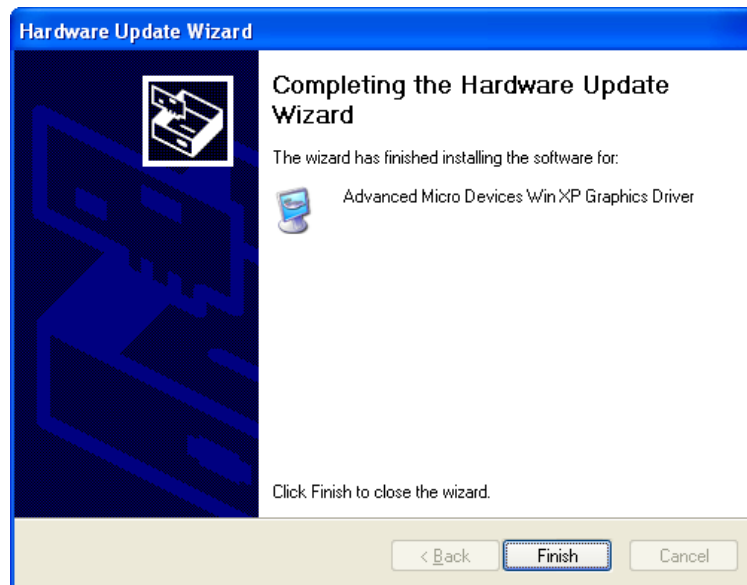 Hardware Update Wizard
Completing the Hardware Update
Wizard
The wizard has finished installing the software for:
Advanced Micro Devices Win XP Graphics Driver
Click Finish to close the wizard.
< Back
Finish
Cancel